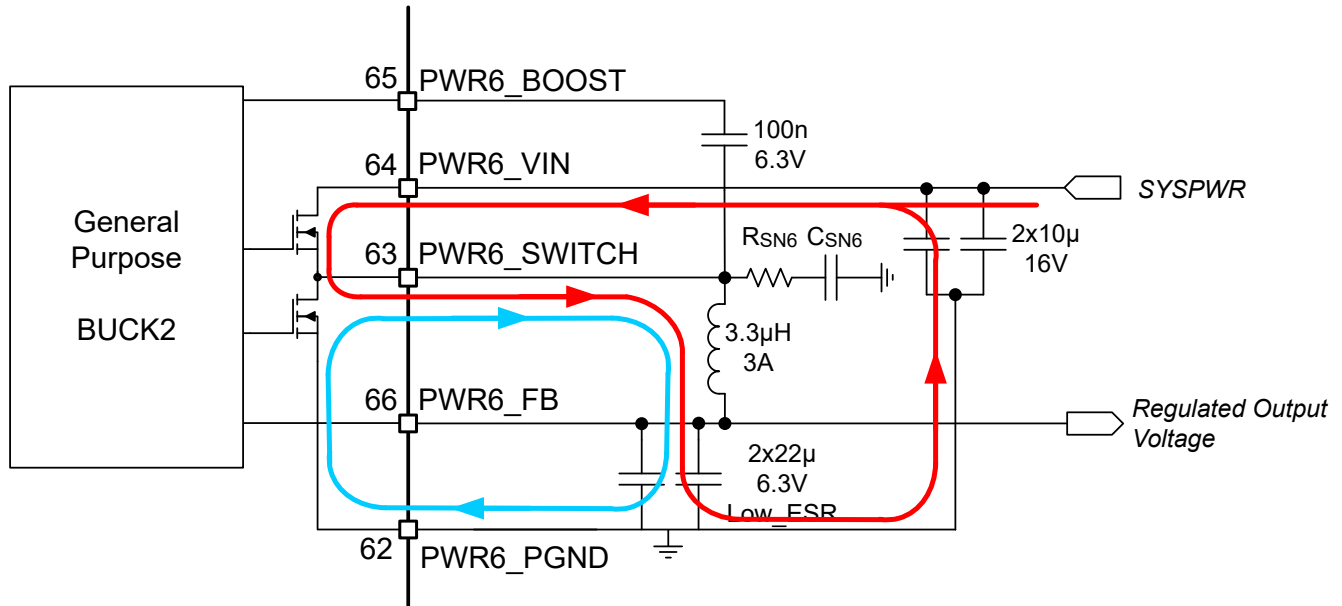 65 PWR6_BOOST
100n
6.3V
64 PWR6_VIN
SYSPWR
General
Purpose
BUCK2
63 PWR6_SWITCH
RSN6 CSN6
2x10µ
16V
3.3µH
3A
66 PWR6_FB
Regulated Output
Voltage
2x22µ
6.3V
Low_ESR
62 PWR6_PGND